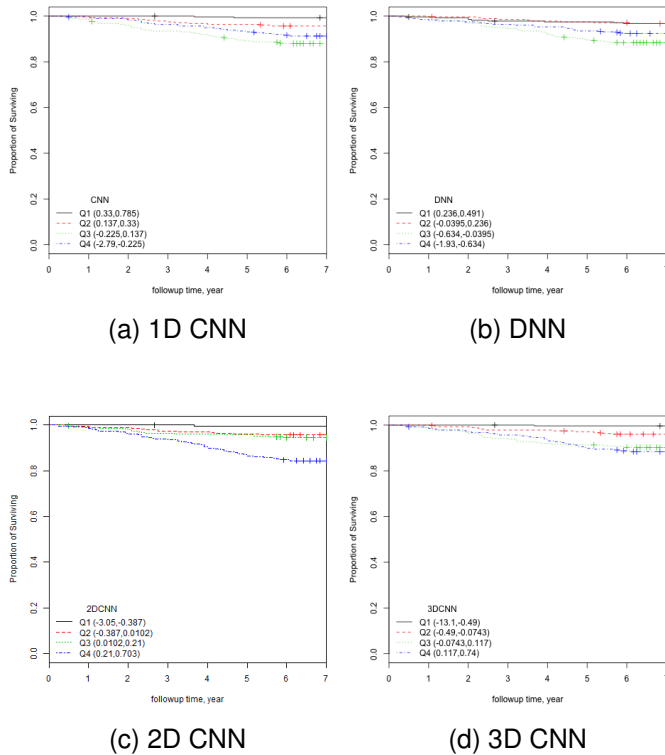 Proportion of Surviving
0.0 0.2 0.4 0.6 0.8 1.0
CNN
Q1 (0.33,0.785)
Q2 (0.137,0.33)
Q3 (-0.225,0.137)
Q4 (-2.79,-0.225)
0 1 2 3 4 5 6 7
followup time, year
(a) 1D CNN
Proportion of Surviving
0.0 0.2 0.4 0.6 0.8 1.0
DNN
Q1 (0.236,0.491)
Q2 (-0.0395,0.236)
Q3 (-0.634,-0.0395)
Q4 (-1.93,-0.634)
0 1 2 3 4 5 6 7
followup time, year
(b) DNN
Proportion of Surviving
0.0 0.2 0.4 0.6 0.8 1.0
2DCNN
Q1 (-3.05,-0.387)
Q2 (-0.387,0.0102)
Q3 (0.0102,0.21)
Q4 (0.21,0.703)
0 1 2 3 4 5 6 7
followup time, year
(c) 2D CNN
Proportion of Surviving
0.0 0.2 0.4 0.6 0.8 1.0
3DCNN
Q1 (-13.1,-0.49)
Q2 (-0.49,-0.0743)
Q3 (-0.0743,0.117)
Q4 (0.117,0.74)
0 1 2 3 4 5 6 7
followup time, year
(d) 3D CNN